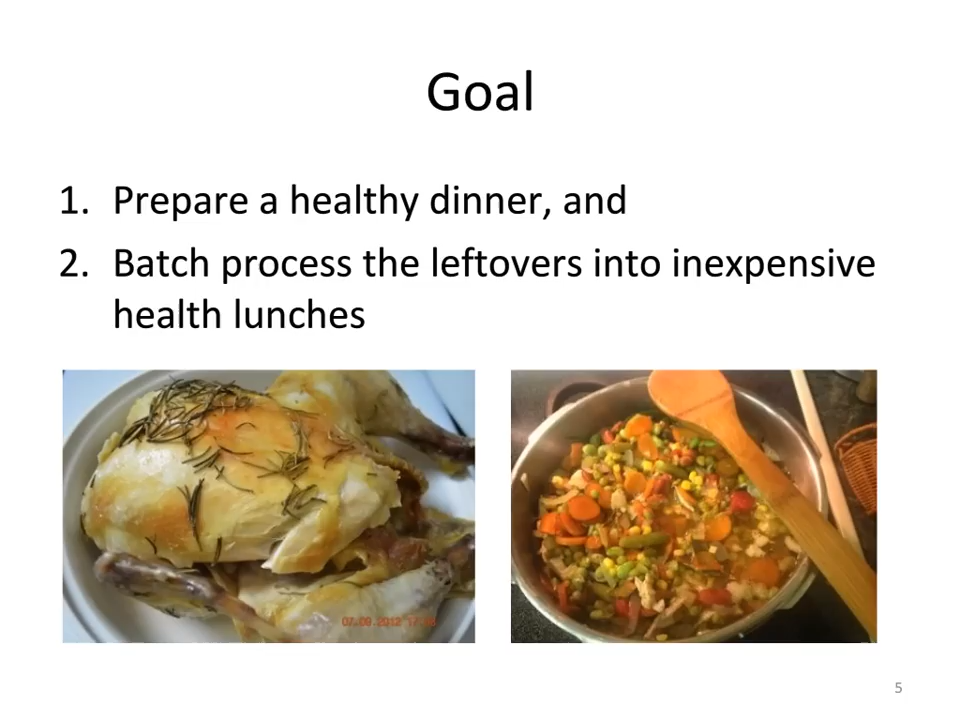 Goal
1. Prepare a healthy dinner, and
2. Batch process the leftovers into inexpensive
health lunches
5